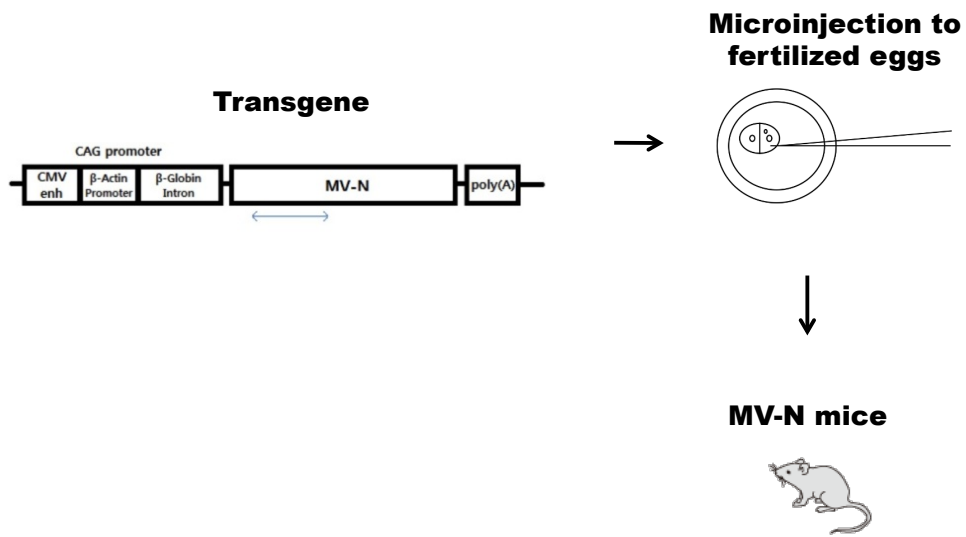 Microinjection to
fertilized eggs
Transgene
CAG promoter
CMV
enh
β-Actin
Promoter
β-Globin
Intron
MV-N
poly(A)
MV-N mice